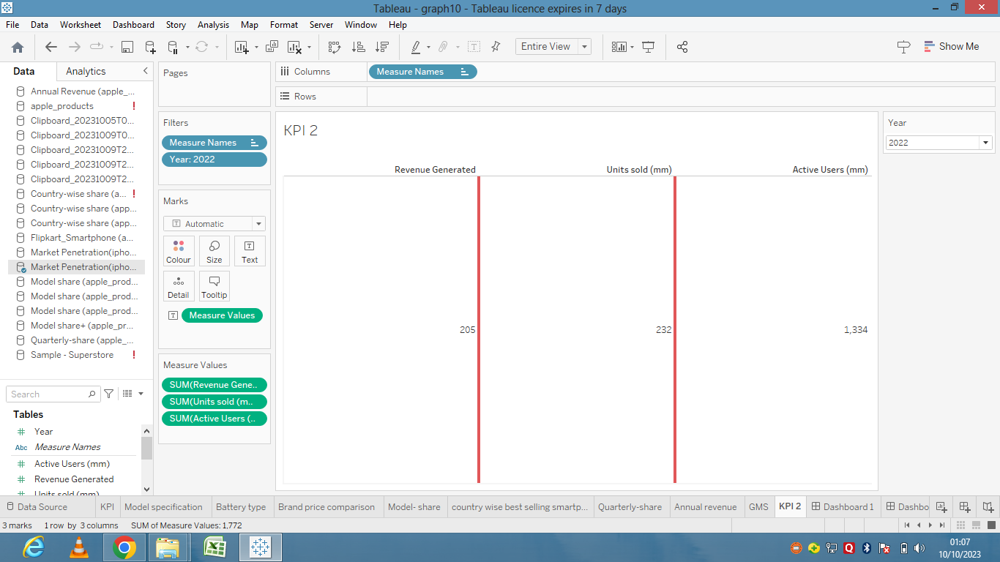 Tableau - graph10 - Tableau licence expires in 7 days
File Data Worksheet Dashboard Story Analysis Map Format Server Window Help
Entire View
Show Me
Data Analytics
Annual Revenue (apple_...
apple_products
Clipboard_20231005T0...
Clipboard_20231009T0...
Clipboard_20231009T2...
Clipboard_20231009T2...
Clipboard_20231009T2...
Country-wise share (a...
Country-wise share (app...
Country-wise share (app...
Flipkart_Smartphone (a...
Market Penetration(ipho...
Market Penetration(ipho...
Model share (apple_prod...
Model share (apple_prod...
Model share (apple_prod...
Model share+ (apple_pr...
Quarterly-share (apple_...
Sample - Superstore
Search
Tables
Year
Abc Measure Names
Active Users (mm)
Revenue Generated
Units sold (mm)
Pages
Filters
Measure Names
Year: 2022
Marks
Automatic
Colour Size Text
Detail Tooltip
Measure Values
Measure Values
SUM(Revenue Gene..
SUM(Units sold (m..
SUM(Active Users (..
Columns Measure Names
Rows
KPI 2
Revenue Generated Units sold (mm) Active Users (mm)
205 232 1,334
Year
2022
Data Source KPI Model specification Battery type Brand price comparison Model- share country wise best selling smartp... Quarterly-share Annual revenue GMS KPI 2 Dashboard 1 Dashbo
3 marks 1 row by 3 columns SUM of Measure Values: 1,772
01:07
10/10/2023